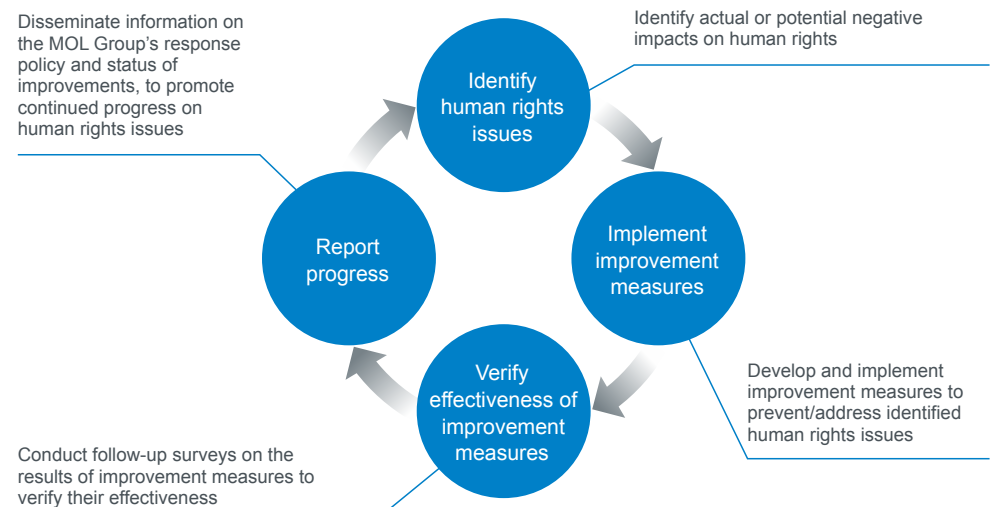 Disseminate information on
the MOL Group's response
policy and status of
improvements, to promote
continued progress on
human rights issues
Identify actual or potential negative
impacts on human rights
Identify
human rights
issues
Report
progress
Implement
improvement
measures
Verify
effectiveness of
improvement
measures
Develop and implement
improvement measures to
prevent/address identified
human rights issues
Conduct follow-up surveys on the
results of improvement measures to
verify their effectiveness